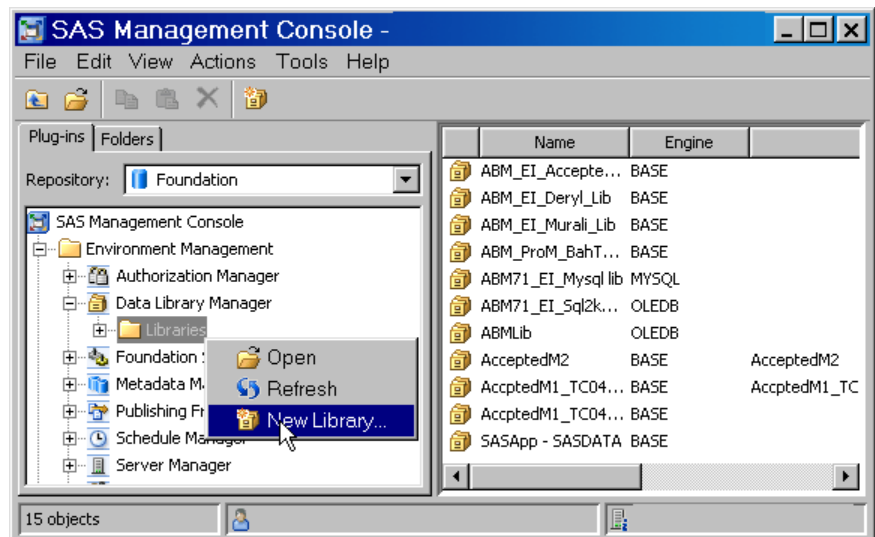 SAS Management Console -
File Edit View Actions Tools Help
Plug-ins Folders
Repository: Foundation
SAS Management Console
Environment Management
Authorization Manager
Data Library Manager
Libraries
Foundation
Metadata M
Publishing Fr
Schedule Manager
Server Manager
Open
Refresh
New Library...
Name Engine
ABM_EI_Accepte... BASE
ABM_EI_Deryl_Lib BASE
ABM_EI_Murali_Lib BASE
ABM_ProM_BahT... BASE
ABM71_EI_Mysql lib MYSQL
ABM71_EI_Sql2k... OLEDB
ABMLib OLEDB
AcceptedM2 BASE AcceptedM2
AccptedM1_TC04... BASE AccptedM1_TC
AccptedM1_TC04... BASE
SASApp - SASDATA BASE
15 objects